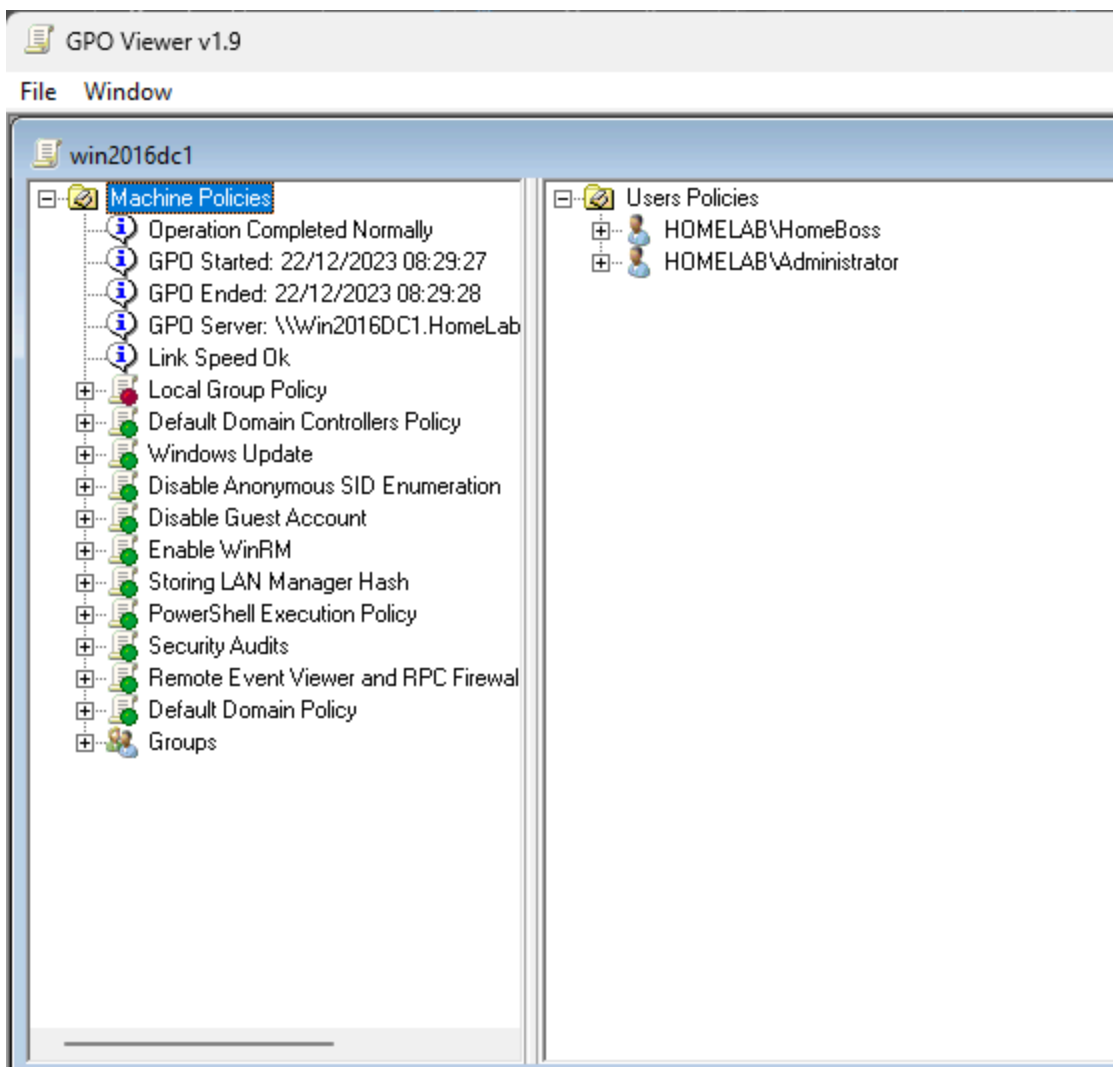 GPO Viewer v1.9
File Window
win2016dc1
Machine Policies
Operation Completed Normally
GPO Started: 22/12/2023 08:29:27
GPO Ended: 22/12/2023 08:29:28
GPO Server: \\Win2016DC1.HomeLab
Link Speed Ok
Local Group Policy
Default Domain Controllers Policy
Windows Update
Disable Anonymous SID Enumeration
Disable Guest Account
Enable WinRM
Storing LAN Manager Hash
PowerShell Execution Policy
Security Audits
Remote Event Viewer and RPC Firewal
Default Domain Policy
Groups
Users Policies
HOMELAB\HomeBoss
HOMELAB\Administrator